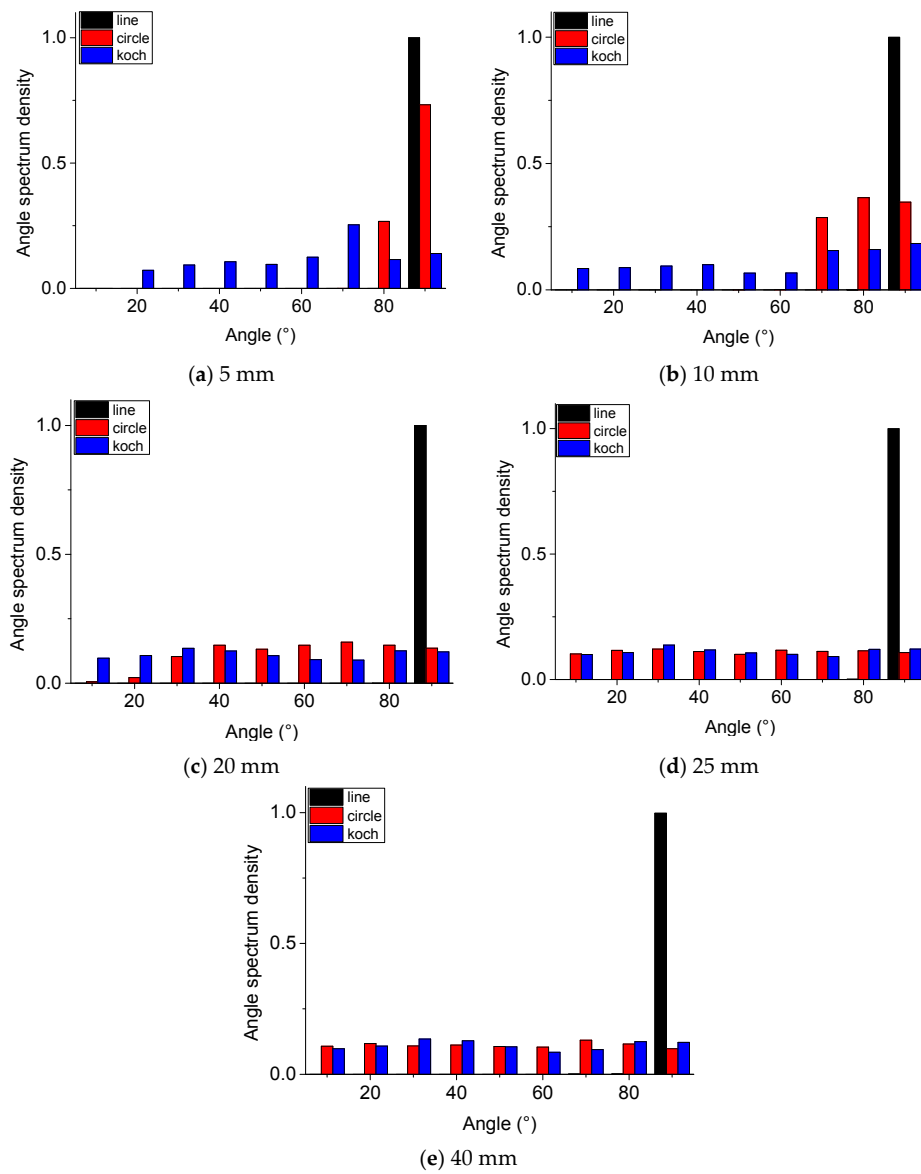 line
circle
koch
1.0
0.5
0.0
Angle spectrum density
20 40 60 80
Angle (°)
(a) 5 mm
line
circle
koch
1.0
0.5
0.0
Angle spectrum density
20 40 60 80
Angle (°)
(b) 10 mm
line
circle
koch
1.0
0.5
0.0
Angle spectrum density
20 40 60 80
Angle (°)
(c) 20 mm
line
circle
koch
1.0
0.5
0.0
Angle spectrum density
20 40 60 80
Angle (°)
(d) 25 mm
line
circle
koch
1.0
0.5
0.0
Angle spectrum density
20 40 60 80
Angle (°)
(e) 40 mm